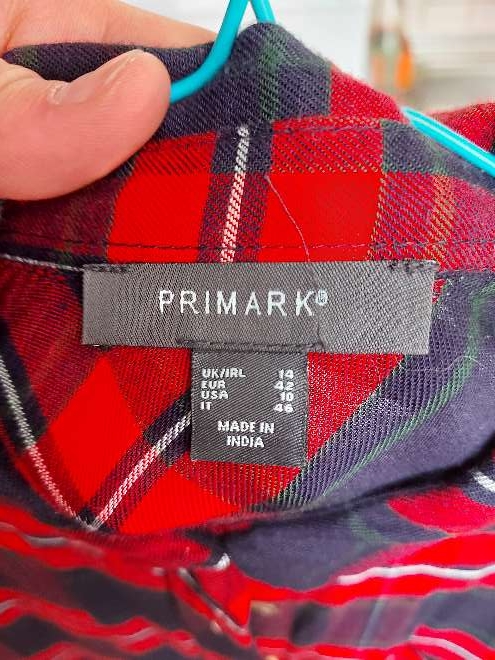 PRIMARK®
UK/IRL 14
EUR 42
USA 10
IT 46
MADE IN
INDIA